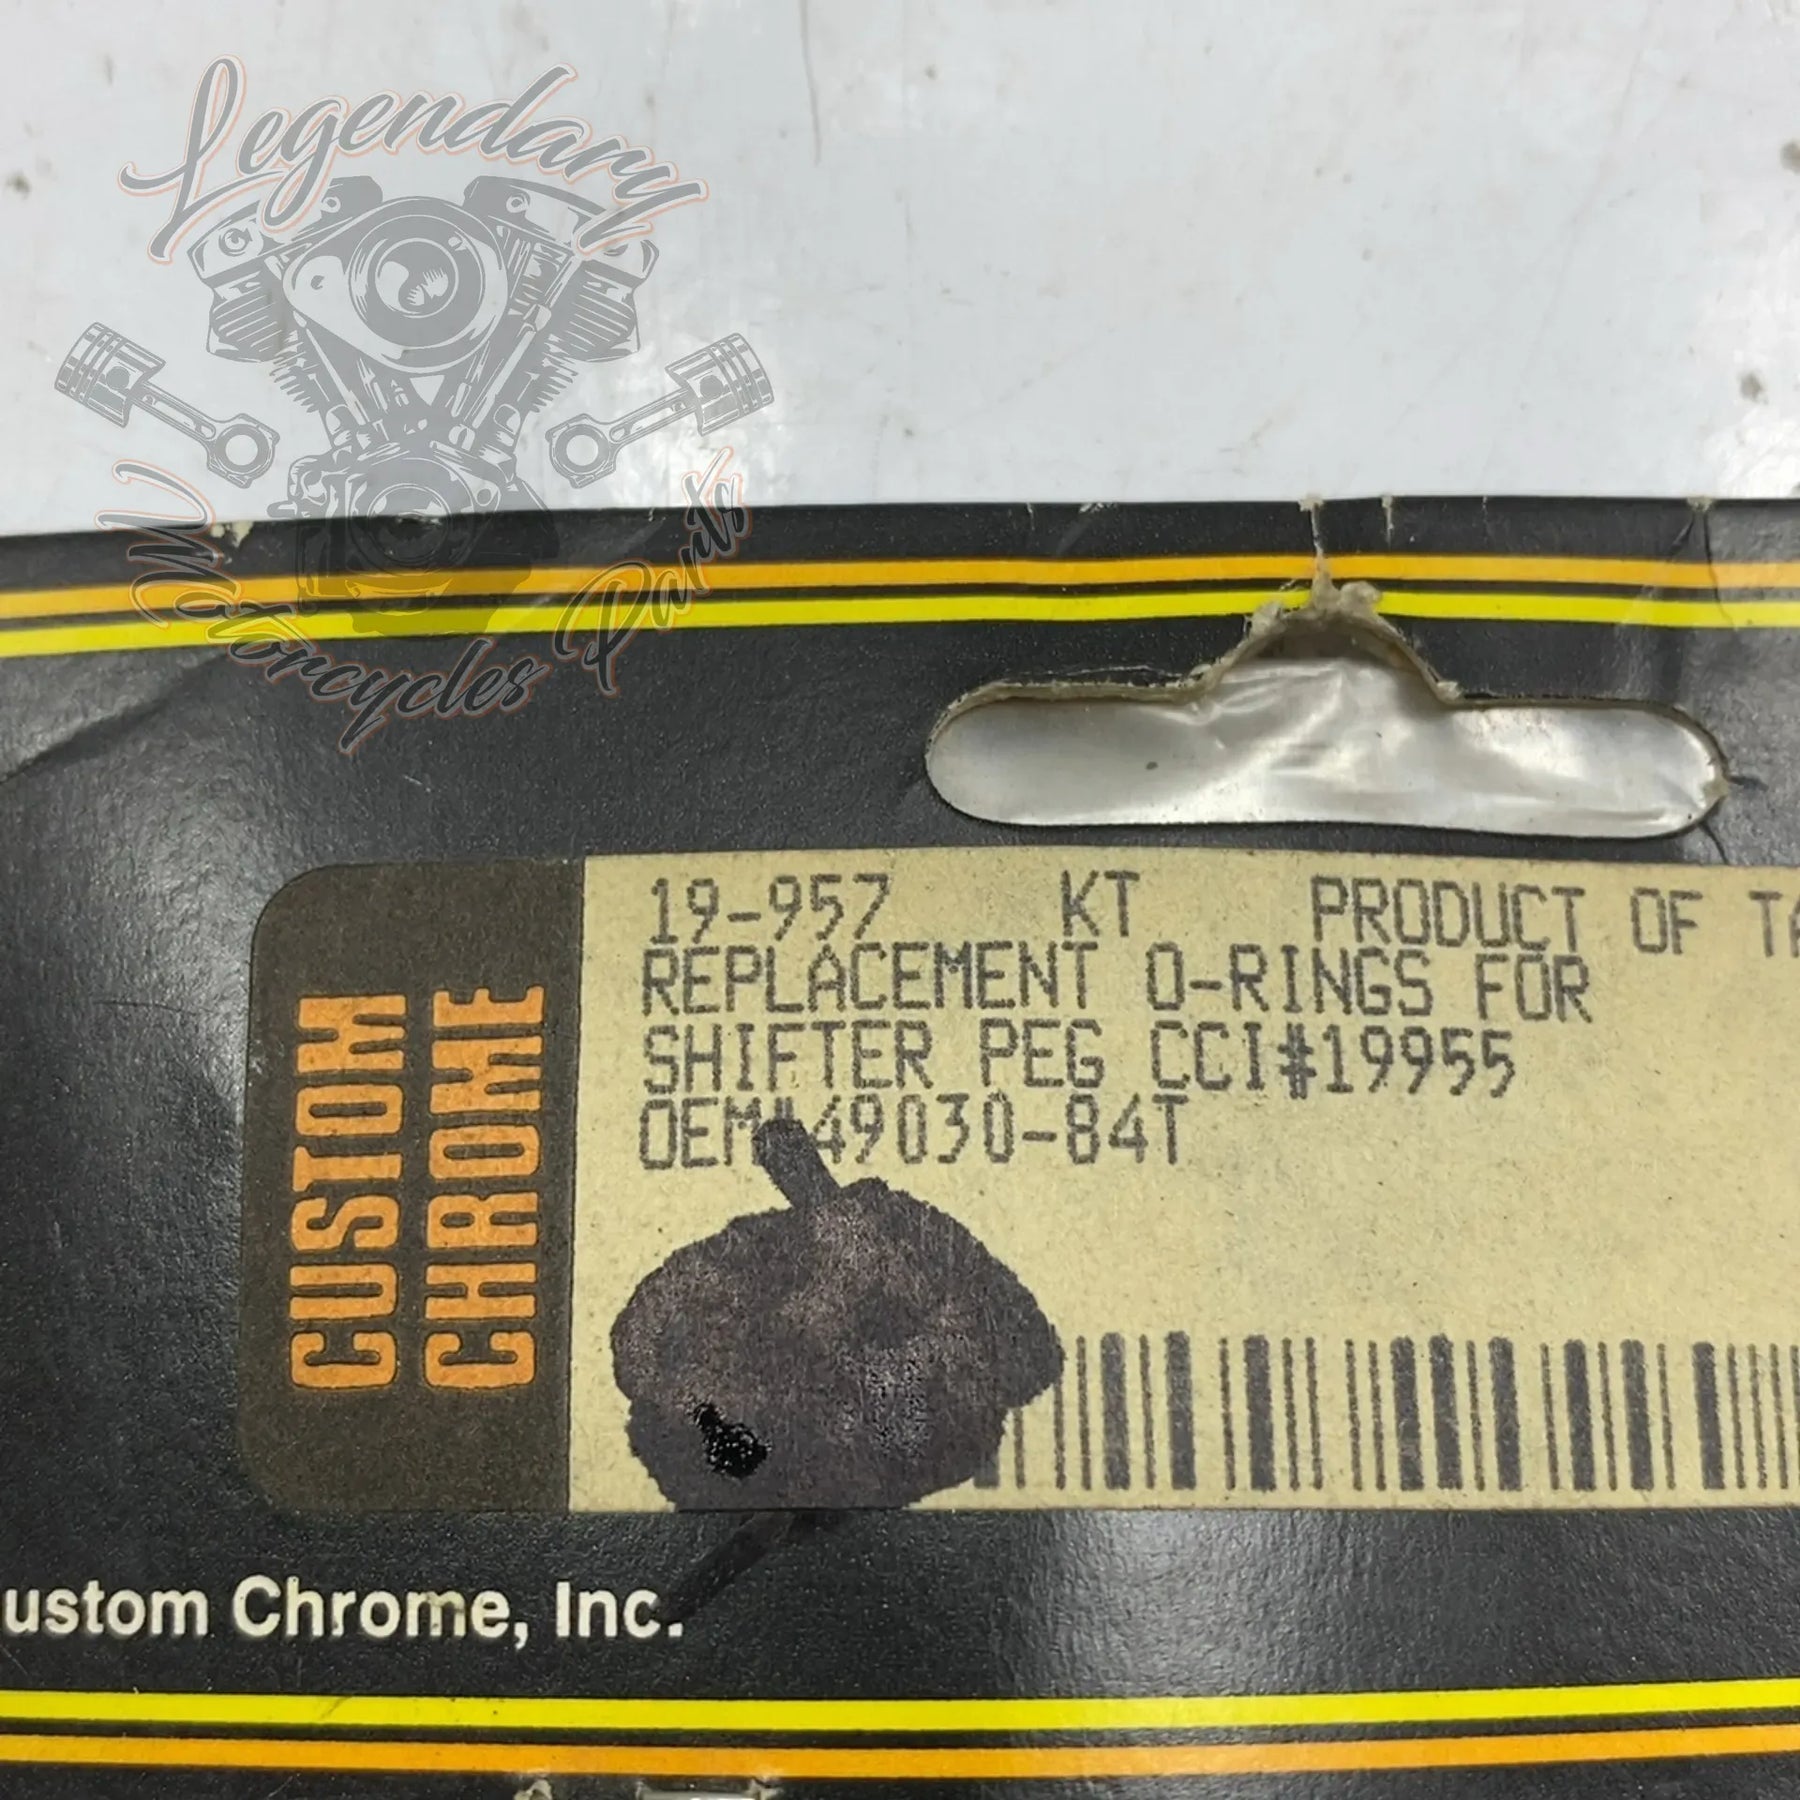 Legendary
Motorcycles Parts
19-957 KT PRODUCT OF
REPLACEMENT O-RINGS FOR
SHIFTER PEG CCI#19955
OEM#49030-84T
CUSTOM
CHROME
ustom Chrome, Inc.